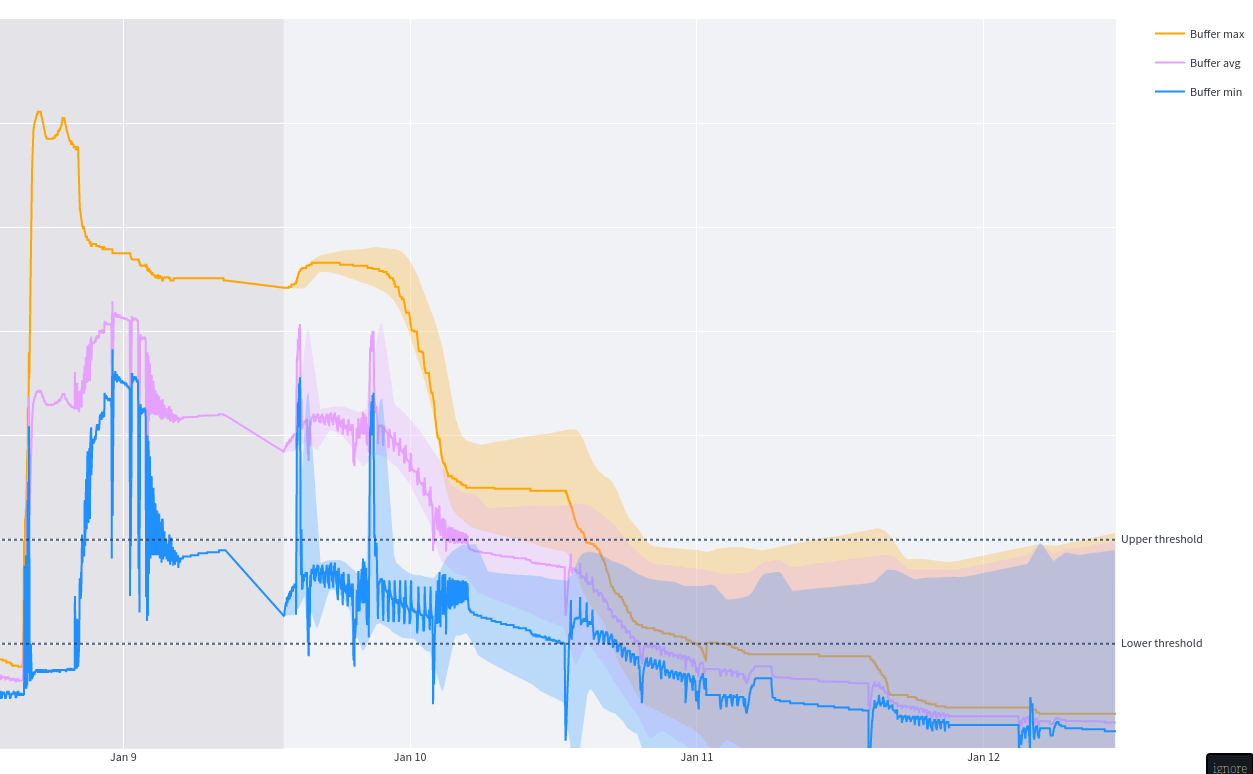 Buffer max
Buffer avg
Buffer min
Upper threshold
Lower threshold
Jan 9
Jan 10
Jan 11
Jan 12
ignore